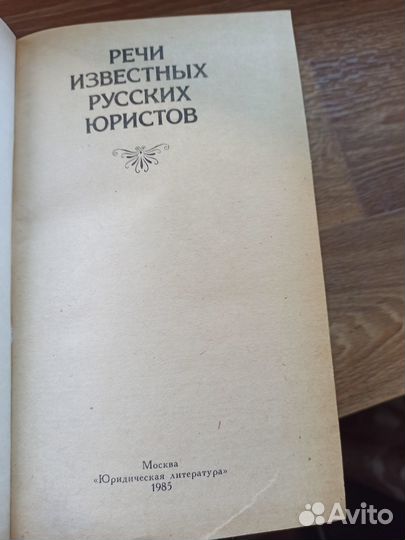 РЕЧИ
ИЗВЕСТНЫХ
РУССКИХ
ЮРИСТОВ
Москва
«Юридическая литература»
1985
Avito